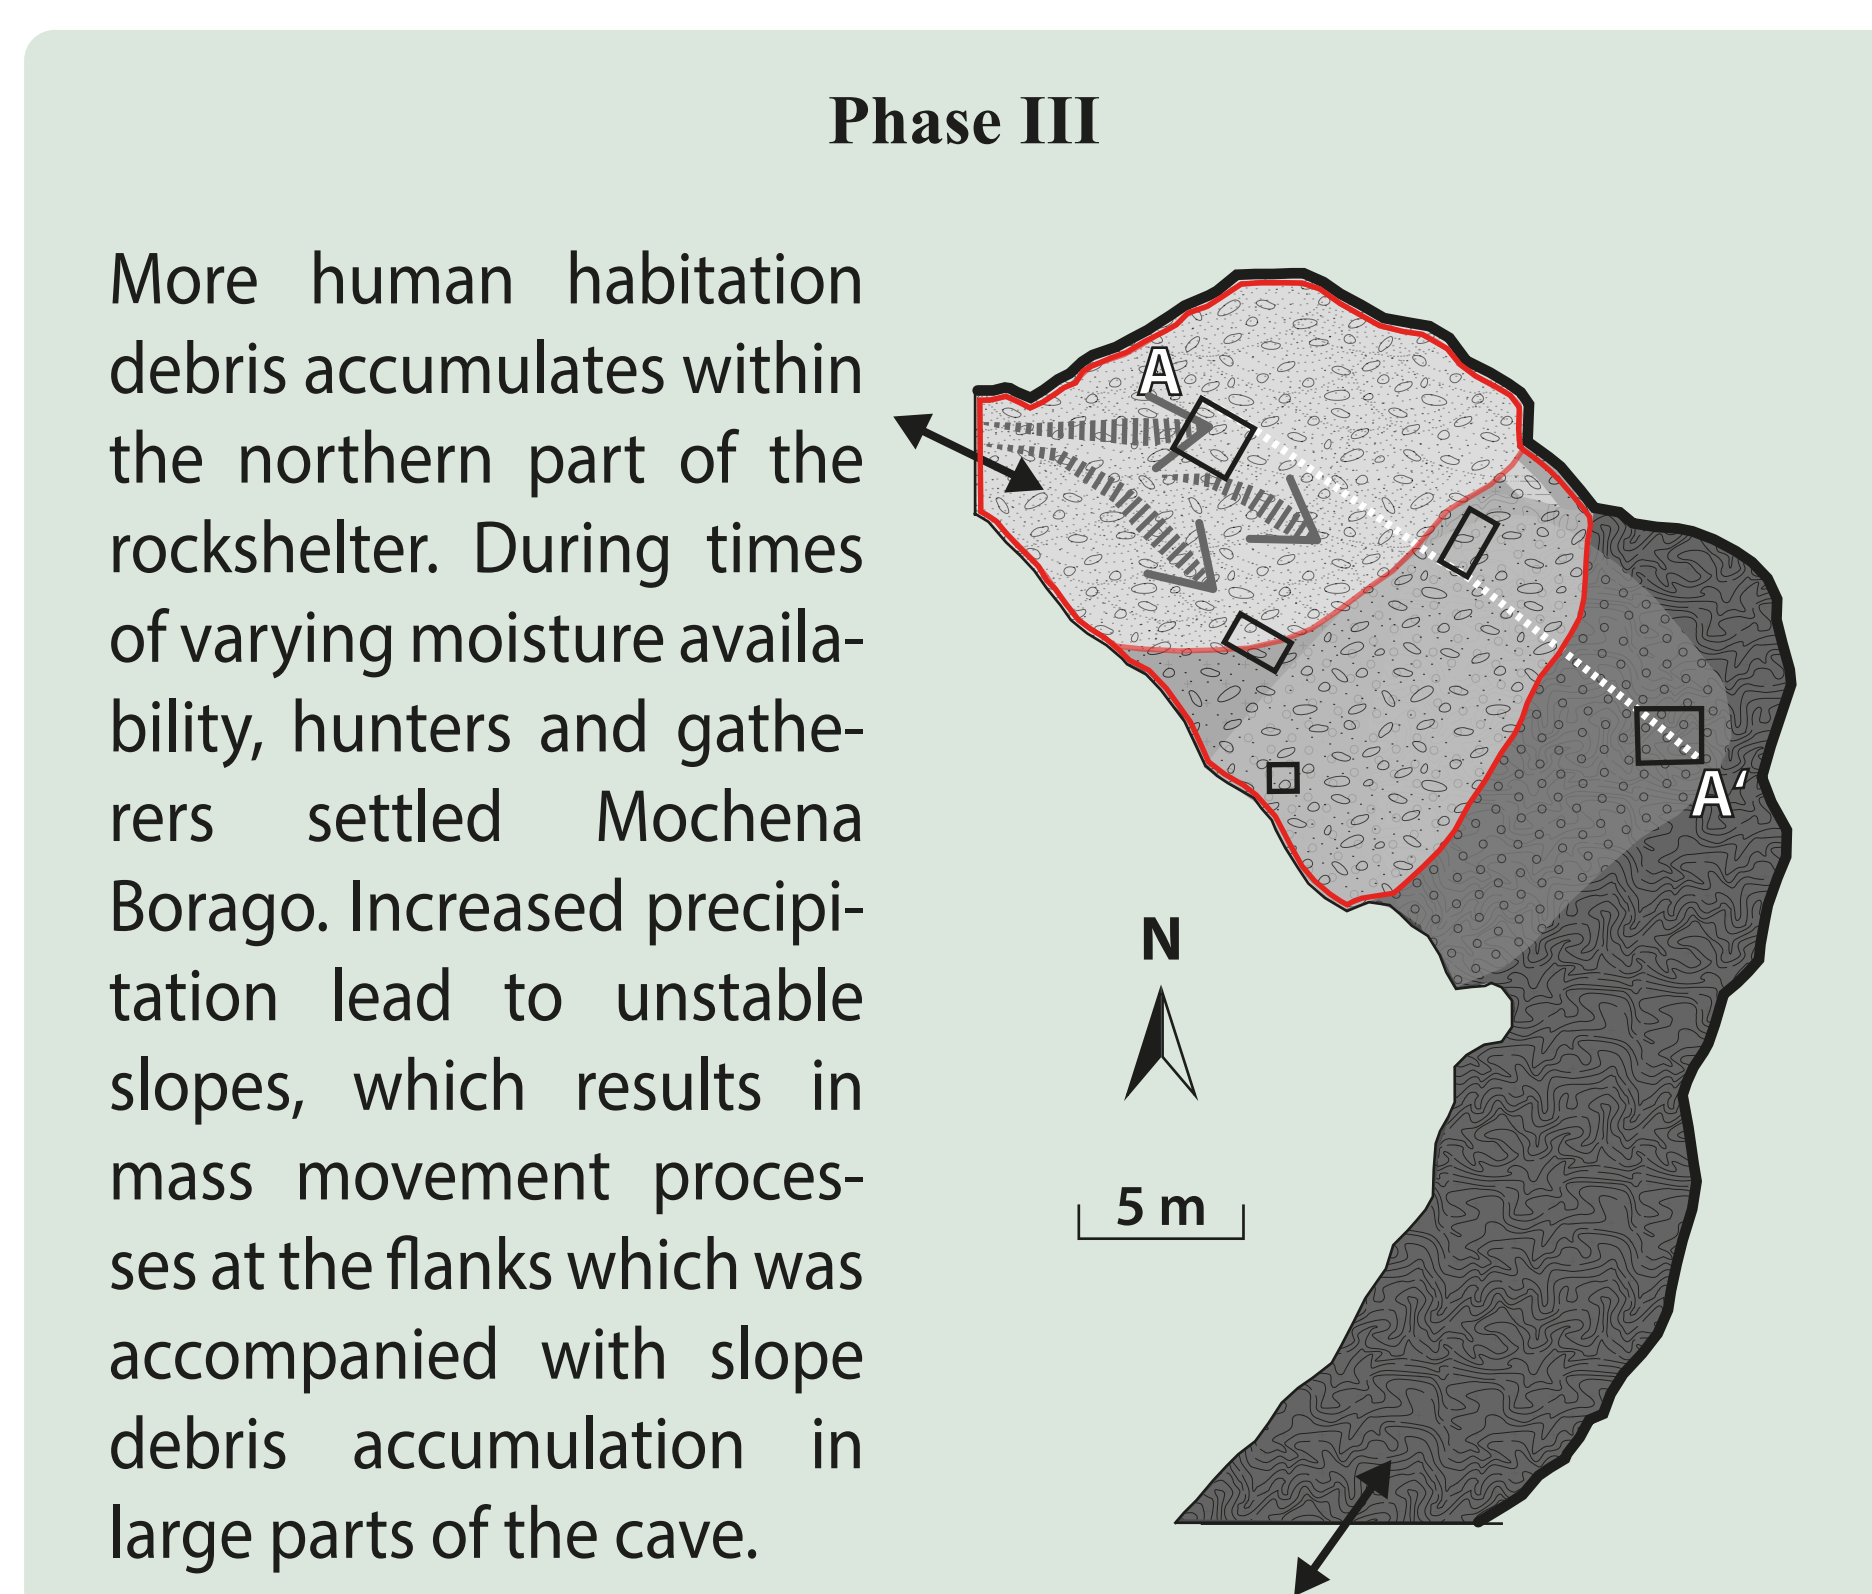 Phase III
More human habitation
debris accumulates within
the northern part of the
rockshelter. During times
of varying moisture availa-
bility, hunters and gathe-
rers settled Mochena
Borago. Increased precipi-
tation lead to unstable
slopes, which results in
mass movement proces-
ses at the flanks which was
accompanied with slope
debris accumulation in
large parts of the cave.
A
A‘
N
5 m